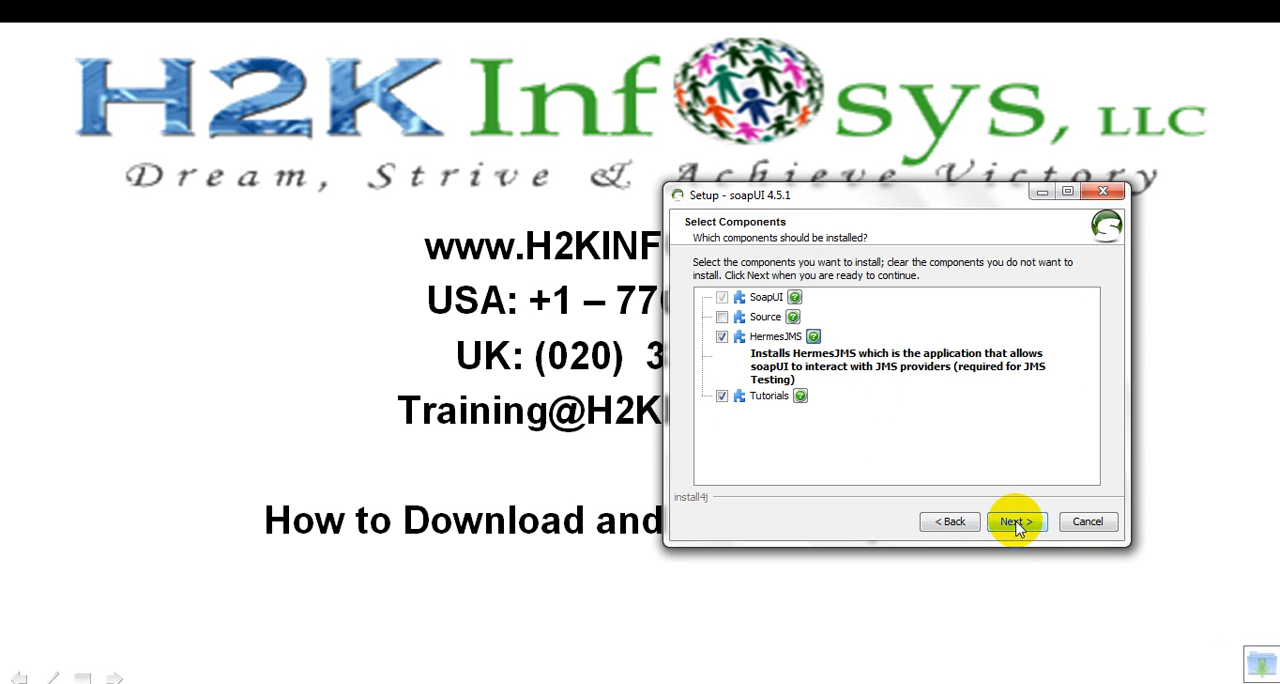 H2K Infosys, LLC
Dream, Strive & Achieve Victory
Setup - soapUI 4.5.1
Select Components
Which components should be installed?
www.H2KINF
Select the components you want to install; clear the components you do not want to
install. Click Next when you are ready to continue.
USA: +1 – 77
SoapUI
Source
HermesJMS
Installs HermesJMS which is the application that allows
soapUI to interact with JMS providers (required for JMS
Testing)
UK: (020) 3
Tutorials
Training@H2K
install4j
How to Download and
< Back
Next >
Cancel